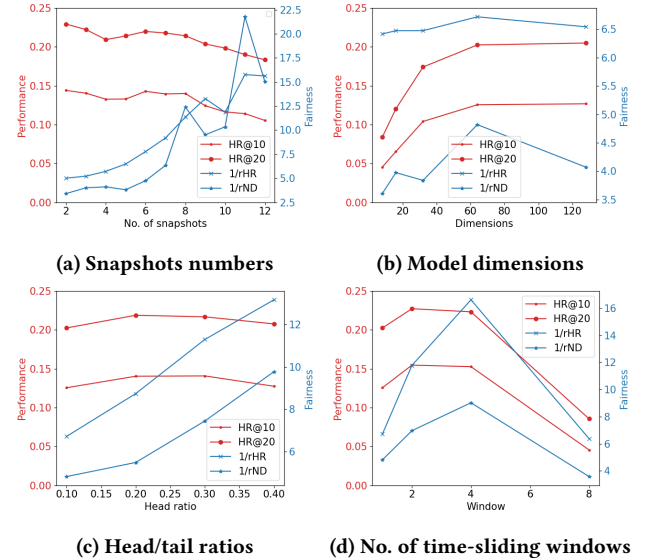 0.25
0.20
0.15
0.10
0.05
0.00
Performance
2 4 6 8 10 12
No. of snapshots
22.5
20.0
17.5
15.0
12.5
10.0
7.5
5.0
2.5
Fairness
HR@10
HR@20
1/rHR
1/rND
(a) Snapshots numbers
0.25
0.20
0.15
0.10
0.05
0.00
Performance
20 40 60 80 100 120
Dimensions
6.5
6.0
5.5
5.0
4.5
4.0
3.5
Fairness
HR@10
HR@20
1/rHR
1/rND
(b) Model dimensions
0.25
0.20
0.15
0.10
0.05
0.00
Performance
0.10 0.15 0.20 0.25 0.30 0.35 0.40
Head ratio
12
10
8
6
Fairness
HR@10
HR@20
1/rHR
1/rND
(c) Head/tail ratios
0.25
0.20
0.15
0.10
0.05
0.00
Performance
2 4 6 8
Window
16
14
12
10
8
6
4
Fairness
HR@10
HR@20
1/rHR
1/rND
(d) No. of time-sliding windows